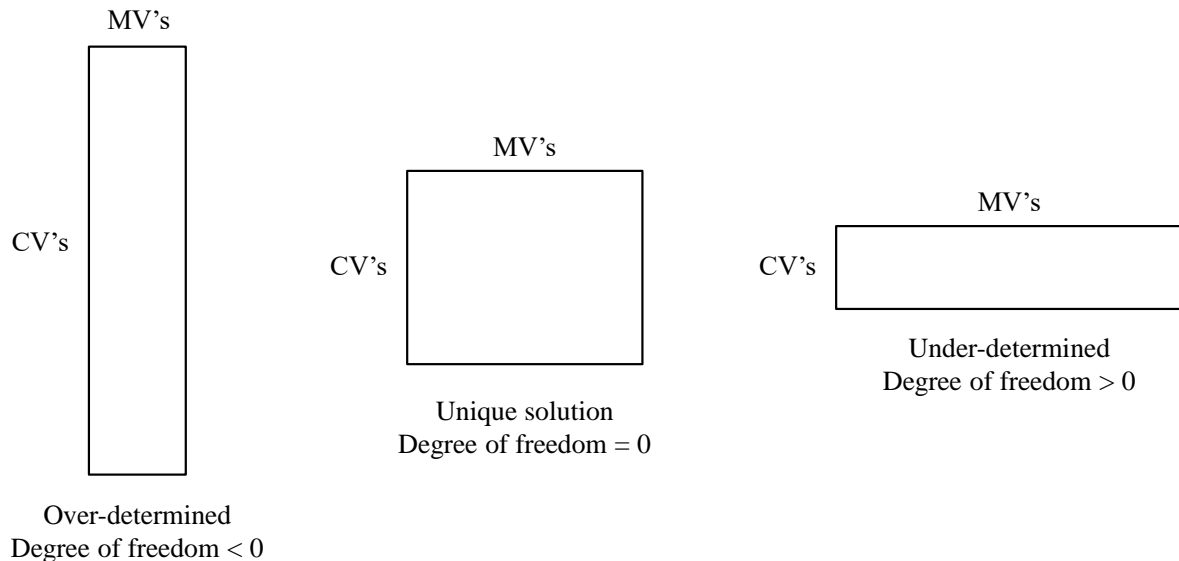 MV’s
CV’s
Over-determined
Degree of freedom < 0
MV’s
CV’s
Unique solution
Degree of freedom = 0
MV’s
CV’s
Under-determined
Degree of freedom > 0